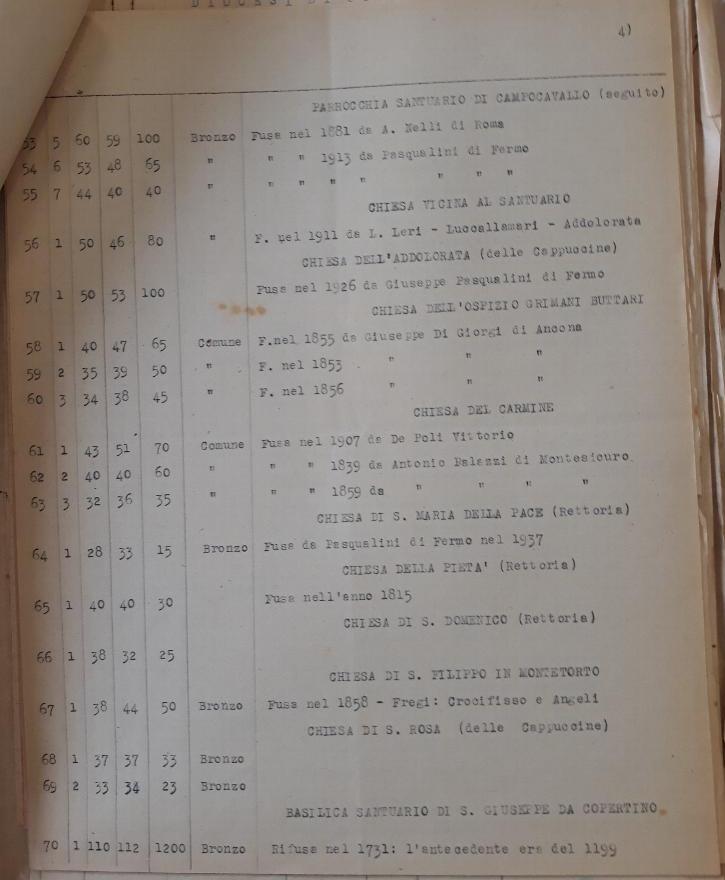 DIOCESI DI
4)
PARROCCHIA SANTUARIO DI CAMPOCAVALLO (seguito)
53 5 60 59 100 Bronzo Fusa nel 1881 da A. Nelli di Roma
54 6 53 48 65 " " " 1913 da Pasqualini di Fermo
55 7 44 40 40 " " " " " " " "
CHIESA VICINA AL SANTUARIO
56 1 50 46 80 " F. nel 1911 da L. Leri - Luccallamari - Addolorata
CHIESA DELL'ADDOLORATA (delle Cappuccine)
57 1 50 53 100 Fusa nel 1926 da Giuseppe Pasqualini di Fermo
CHIESA DELL'OSPIZIO GRIMANI BUTTARI
58 1 40 47 65 Comune F.nel 1855 da Giuseppe Di Giorgi di Ancona
59 2 35 39 50 " F. nel 1853 " " "
60 3 34 38 45 " F. nel 1856 " " "
CHIESA DEL CARMINE
61 1 43 51 70 Comune Fusa nel 1907 da De Poli Vittorio
62 2 40 40 60 " " " 1839 da Antonio Balazzi di Montesicuro
63 3 32 36 35 " " " 1859 da " " " "
CHIESA DI S. MARIA DELLA PACE (Rettoria)
64 1 28 33 15 Bronzo Fusa da Pasqualini di Fermo nel 1937
CHIESA DELLA PIETA' (Rettoria)
65 1 40 40 30 Fusa nell'anno 1815
CHIESA DI S. DOMENICO (Rettoria)
66 1 38 32 25
CHIESA DI S. FILIPPO IN MONTETORTO
67 1 38 44 50 Bronzo Fusa nel 1858 - Fregi: Crocifisso e Angeli
CHIESA DI S. ROSA (delle Cappuccine)
68 1 37 37 33 Bronzo
69 2 33 34 23 Bronzo
BASILICA SANTUARIO DI S. GIUSEPPE DA COPERTINO
70 1 110 112 1200 Bronzo Rifusa nel 1731: l'antecedente era del 1199